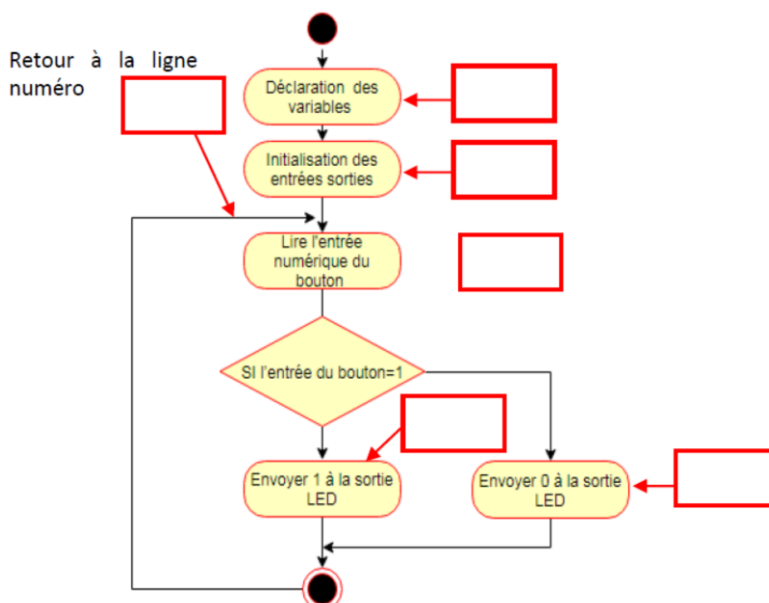 Retour à la ligne
numéro
Déclaration des
variables
Initialisation des
entrées sorties
Lire l'entrée
numérique du
bouton
SI l'entrée du bouton=1
Envoyer 1 à la sortie
LED
Envoyer 0 à la sortie
LED